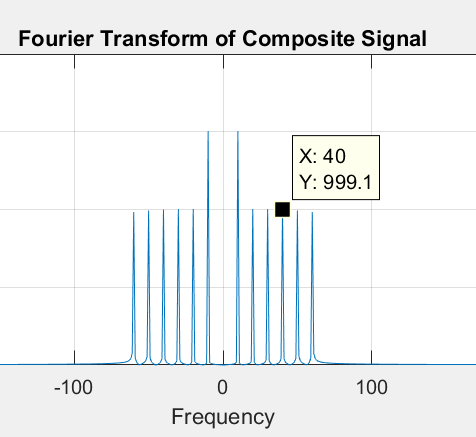 Fourier Transform of Composite Signal
X: 40
Y: 999.1
-100 0 100
Frequency